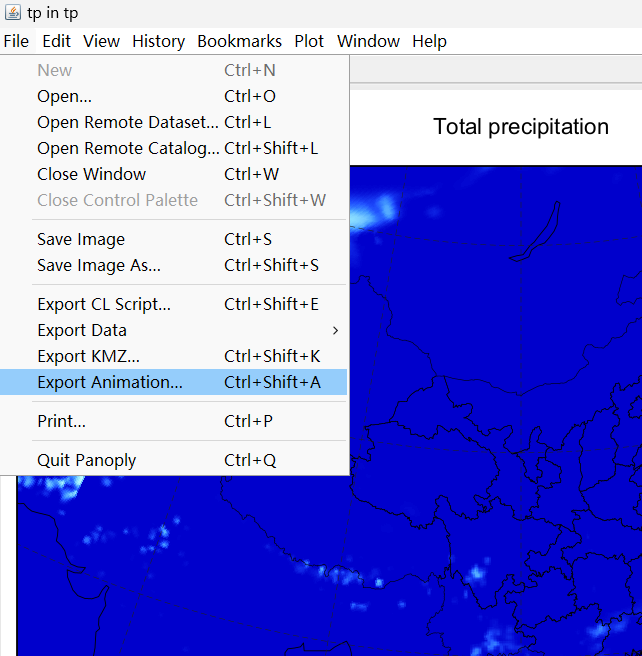 tp in tp
File Edit View History Bookmarks Plot Window Help
New Ctrl+N
Open... Ctrl+O
Open Remote Dataset... Ctrl+L
Open Remote Catalog... Ctrl+Shift+L
Close Window Ctrl+W
Close Control Palette Ctrl+Shift+W
Save Image Ctrl+S
Save Image As... Ctrl+Shift+S
Export CL Script... Ctrl+Shift+E
Export Data
Export KMZ... Ctrl+Shift+K
Export Animation... Ctrl+Shift+A
Print... Ctrl+P
Quit Panoply Ctrl+Q
Total precipitation